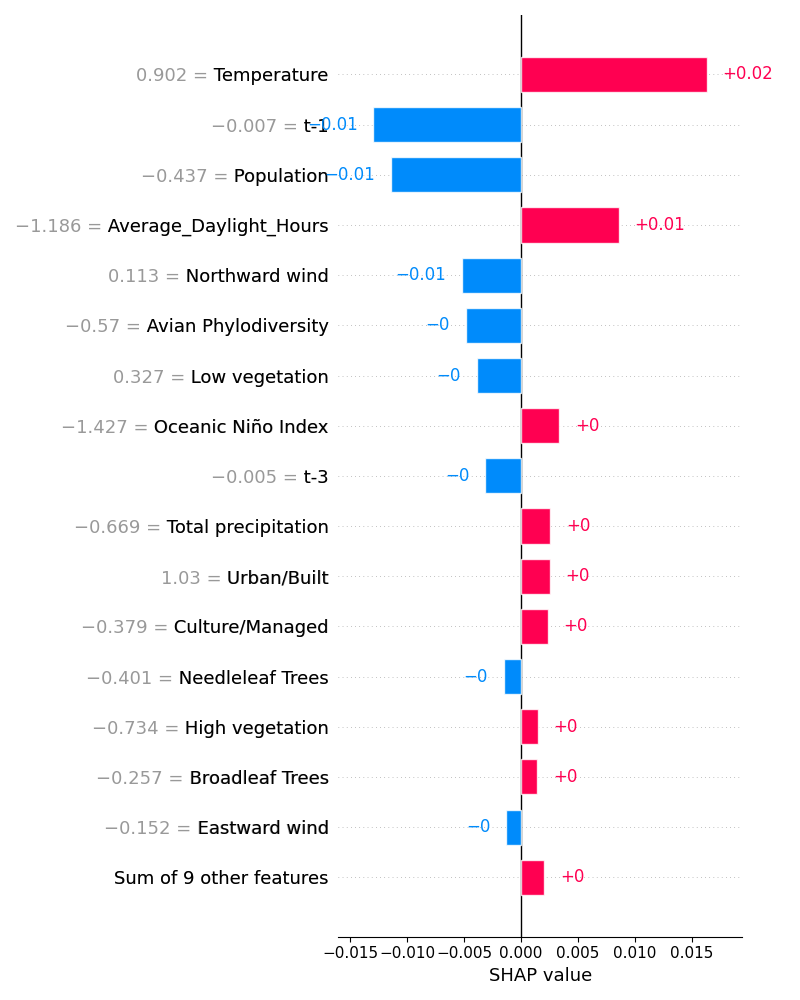 0.902 = Temperature +0.02
−0.007 = t-1 −0.01
−0.437 = Population −0.01
−1.186 = Average_Daylight_Hours +0.01
0.113 = Northward wind −0.01
−0.57 = Avian Phylodiversity −0
0.327 = Low vegetation −0
−1.427 = Oceanic Niño Index +0
−0.005 = t-3 −0
−0.669 = Total precipitation +0
1.03 = Urban/Built +0
−0.379 = Culture/Managed +0
−0.401 = Needleleaf Trees −0
−0.734 = High vegetation +0
−0.257 = Broadleaf Trees +0
−0.152 = Eastward wind −0
Sum of 9 other features +0
−0.015 −0.010 −0.005 0.000 0.005 0.010 0.015
SHAP value